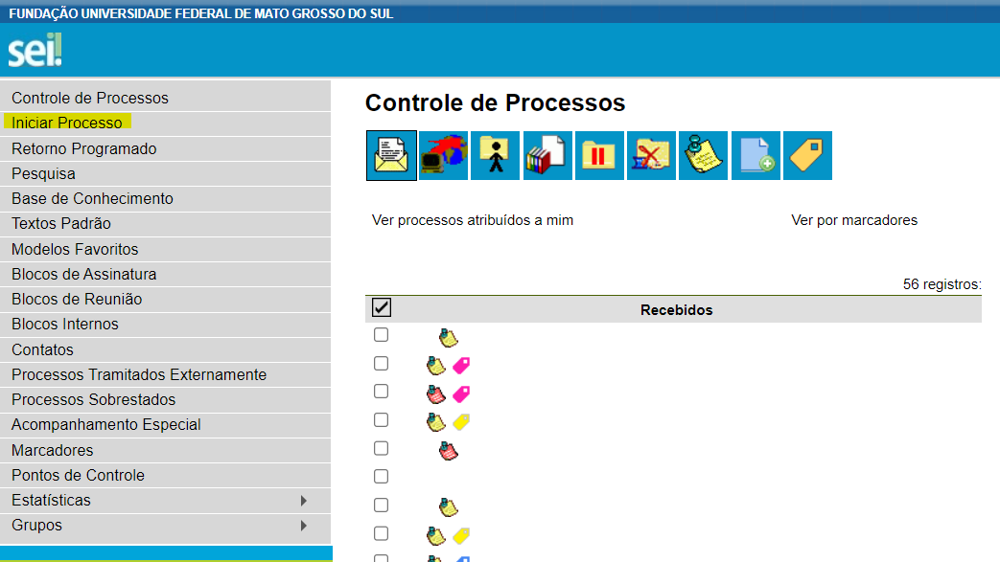 FUNDAÇÃO UNIVERSIDADE FEDERAL DE MATO GROSSO DO SUL
sei!
Controle de Processos
Iniciar Processo
Retorno Programado
Pesquisa
Base de Conhecimento
Textos Padrão
Modelos Favoritos
Blocos de Assinatura
Blocos de Reunião
Blocos Internos
Contatos
Processos Tramitados Externamente
Processos Sobrestados
Acompanhamento Especial
Marcadores
Pontos de Controle
Estatísticas
Grupos
Controle de Processos
Ver processos atribuídos a mim
Ver por marcadores
56 registros:
Recebidos